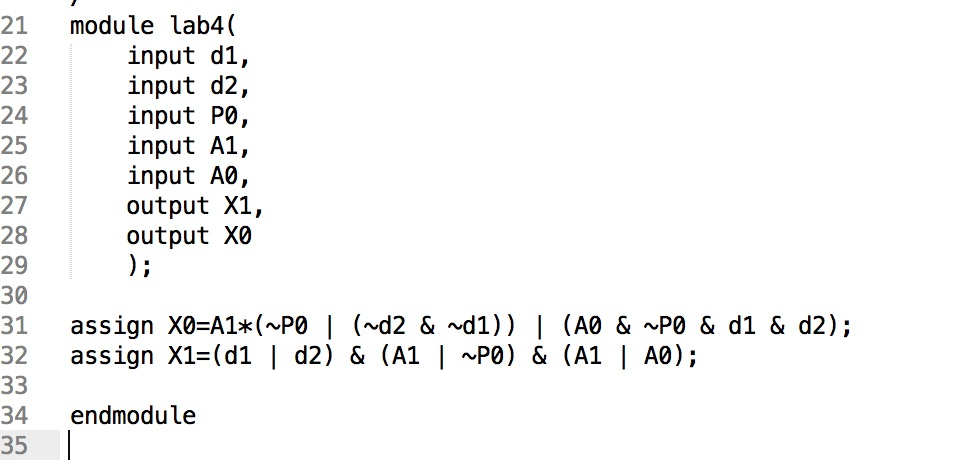 21 module lab4(
22 input d1,
23 input d2,
24 input P0,
25 input A1,
26 input A0,
27 output X1,
28 output X0
29 );
30
31 assign X0=A1*(~P0 | (~d2 & ~d1)) | (A0 & ~P0 & d1 & d2);
32 assign X1=(d1 | d2) & (A1 | ~P0) & (A1 | A0);
33
34 endmodule
35